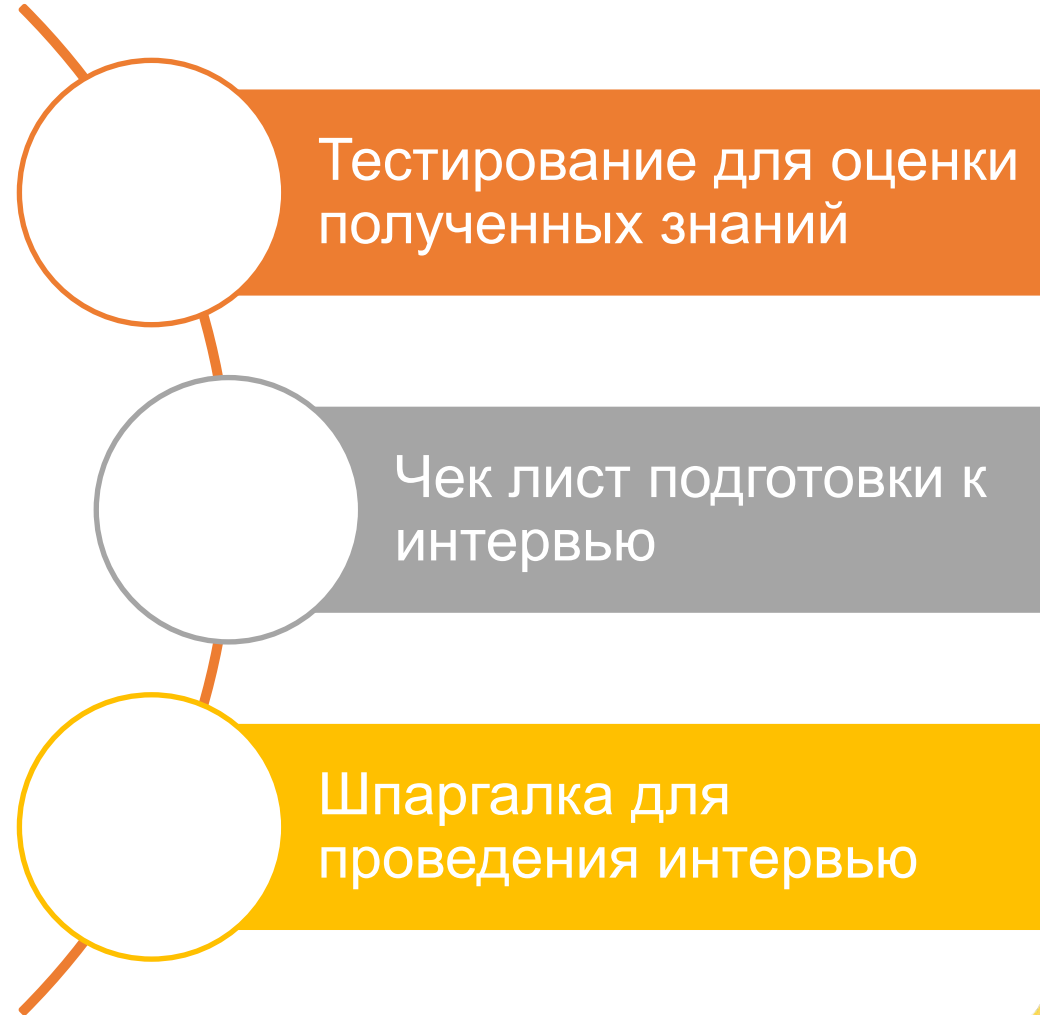 Тестирование для оценки
полученных знаний
Чек лист подготовки к
интервью
Шпаргалка для
проведения интервью